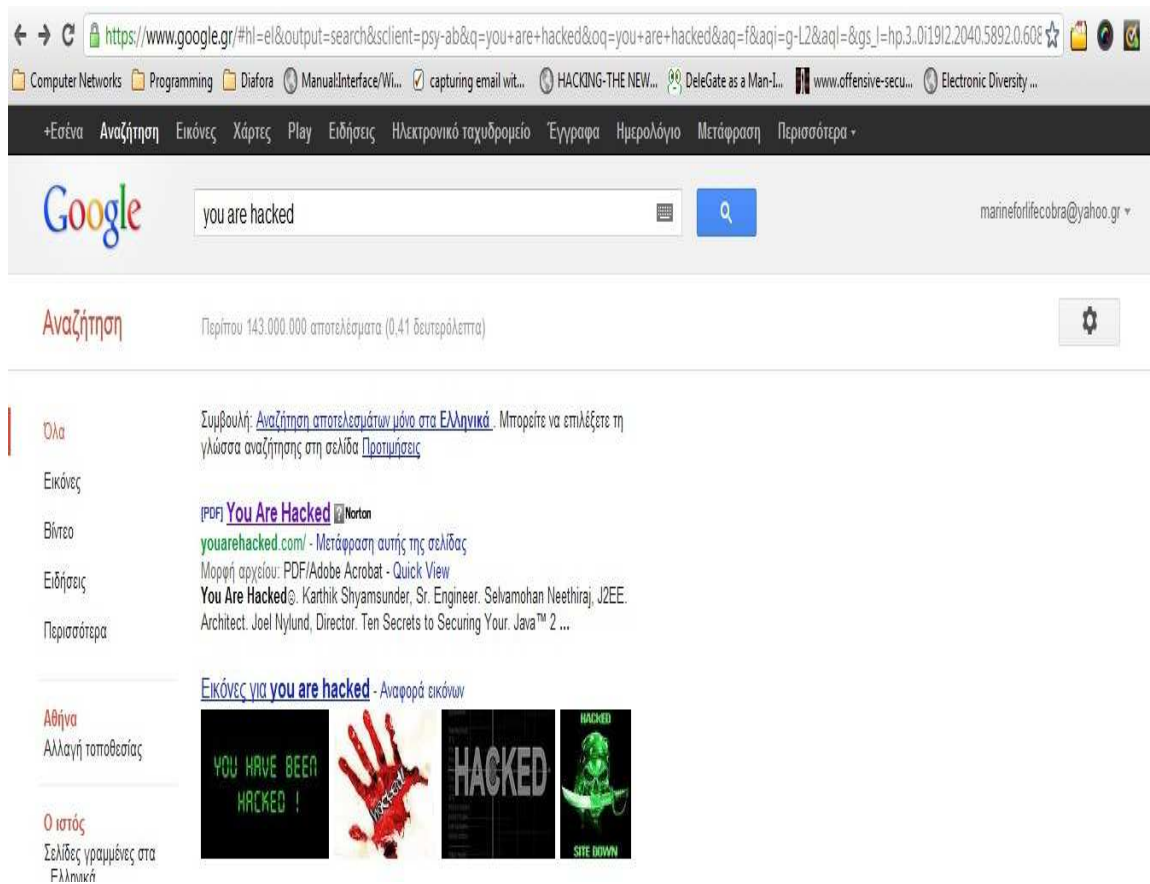 https://www.google.gr/#hl=el&output=search&sclient=psy-ab&q=you+are+hacked&oq=you+are+hacked&aq=f&aqi=g-L2&aql=&gs_l=hp.3..0i19l2.2040.5892.0.608
Computer Networks Programming Diafora Manual:Interface/Wi... capturing email wit... HACKING-THE NEW... DeleGate as a Man-I... www.offensive-secu... Electronic Diversity ...
+Εσένα Αναζήτηση Εικόνες Χάρτες Play Ειδήσεις Ηλεκτρονικό ταχυδρομείο Έγγραφα Ημερολόγιο Μετάφραση Περισσότερα
Google you are hacked marineforlifecobra@yahoo.gr
Αναζήτηση Περίπου 143.000.000 αποτελέσματα (0,41 δευτερόλεπτα)
Όλα
Εικόνες
Βίντεο
Ειδήσεις
Περισσότερα
Αθήνα
Αλλαγή τοποθεσίας
Ο ιστός
Σελίδες γραμμένες στα
Ελληνικά
Συμβουλή: Αναζήτηση αποτελεσμάτων μόνο στα Ελληνικά . Μπορείτε να επιλέξετε τη
γλώσσα αναζήτησης στη σελίδα Προτιμήσεις
[PDF] You Are Hacked Norton
youarehacked.com/ - Μετάφραση αυτής της σελίδας
Μορφή αρχείου: PDF/Adobe Acrobat - Quick View
You Are Hacked®. Karthik Shyamsunder, Sr. Engineer. Selvamohan Neethiraj, J2EE.
Architect. Joel Nylund, Director. Ten Secrets to Securing Your. Java™ 2 ...
Εικόνες για you are hacked - Αναφορά εικόνων
YOU HAVE BEEN
HACKED !
Hacked!
HACKED
HACKED
SITE DOWN